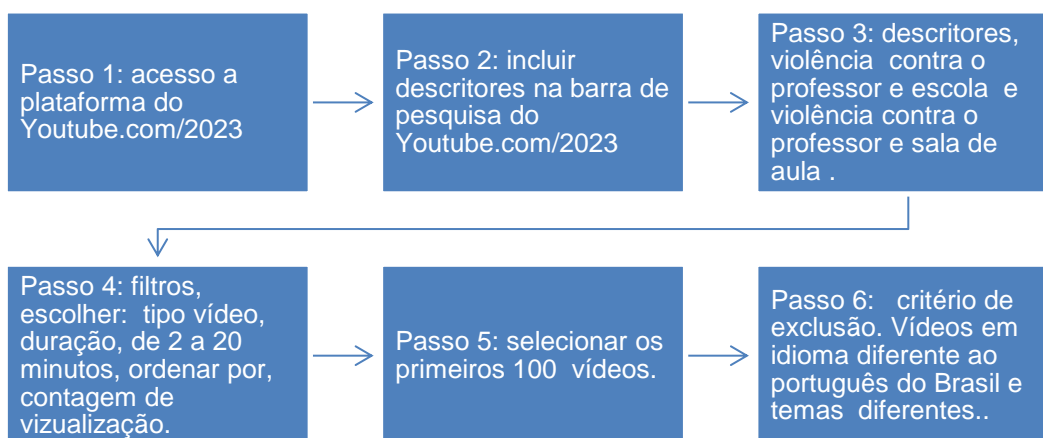 Passo 1: acesso a
plataforma do
Youtube.com/2023
Passo 2: incluir
descritores na barra de
pesquisa do
Youtube.com/2023
Passo 3: descritores,
violência contra o
professor e escola e
violência contra o
professor e sala de
aula .
Passo 4: filtros,
escolher: tipo vídeo,
duração, de 2 a 20
minutos, ordenar por,
contagem de
vizualização.
Passo 5: selecionar os
primeiros 100 vídeos.
Passo 6: critério de
exclusão. Vídeos em
idioma diferente ao
português do Brasil e
temas diferentes..